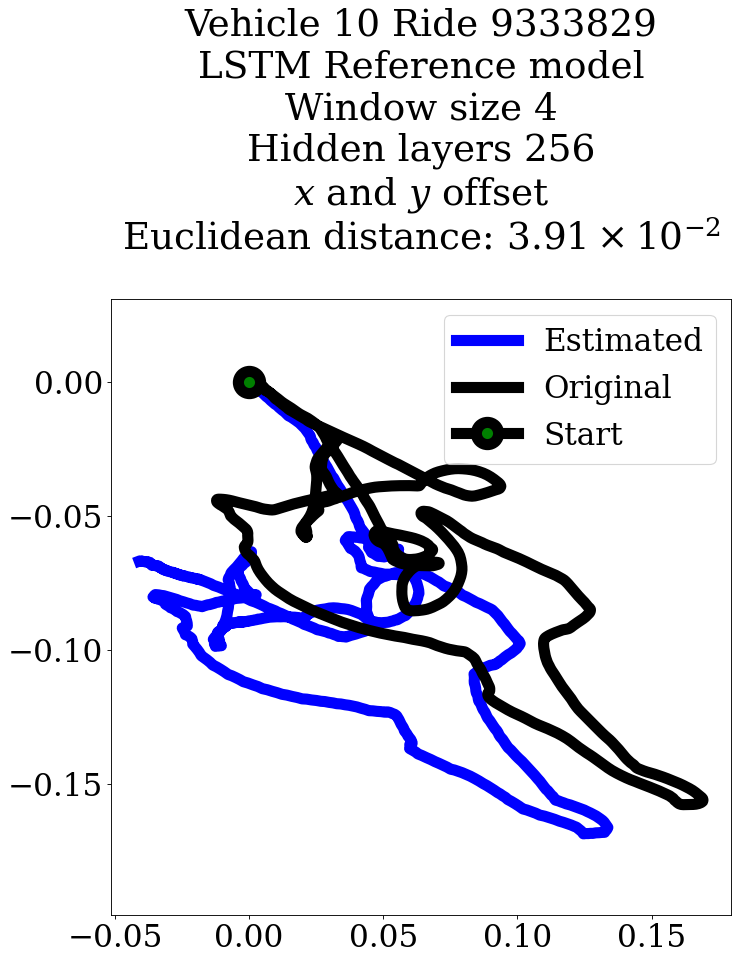 Vehicle 10 Ride 9333829
LSTM Reference model
Window size 4
Hidden layers 256
x and y offset
Euclidean distance: 3.91 × 10⁻²
Estimated
Original
Start
0.00
−0.05
−0.10
−0.15
−0.05 0.00 0.05 0.10 0.15